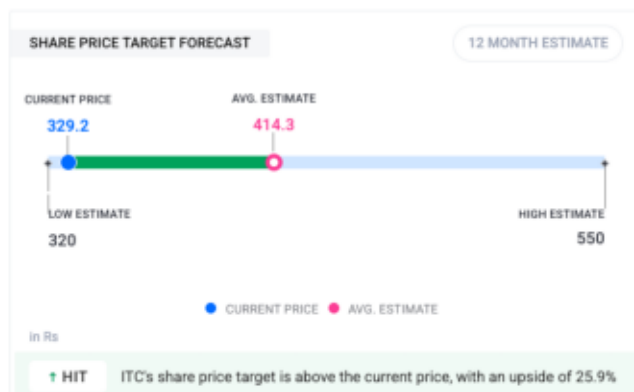 SHARE PRICE TARGET FORECAST
12 MONTH ESTIMATE
CURRENT PRICE
AVG. ESTIMATE
329.2
414.3
LOW ESTIMATE
HIGH ESTIMATE
320
550
CURRENT PRICE
AVG. ESTIMATE
in Rs
↑ HIT
ITC's share price target is above the current price, with an upside of 25.9%